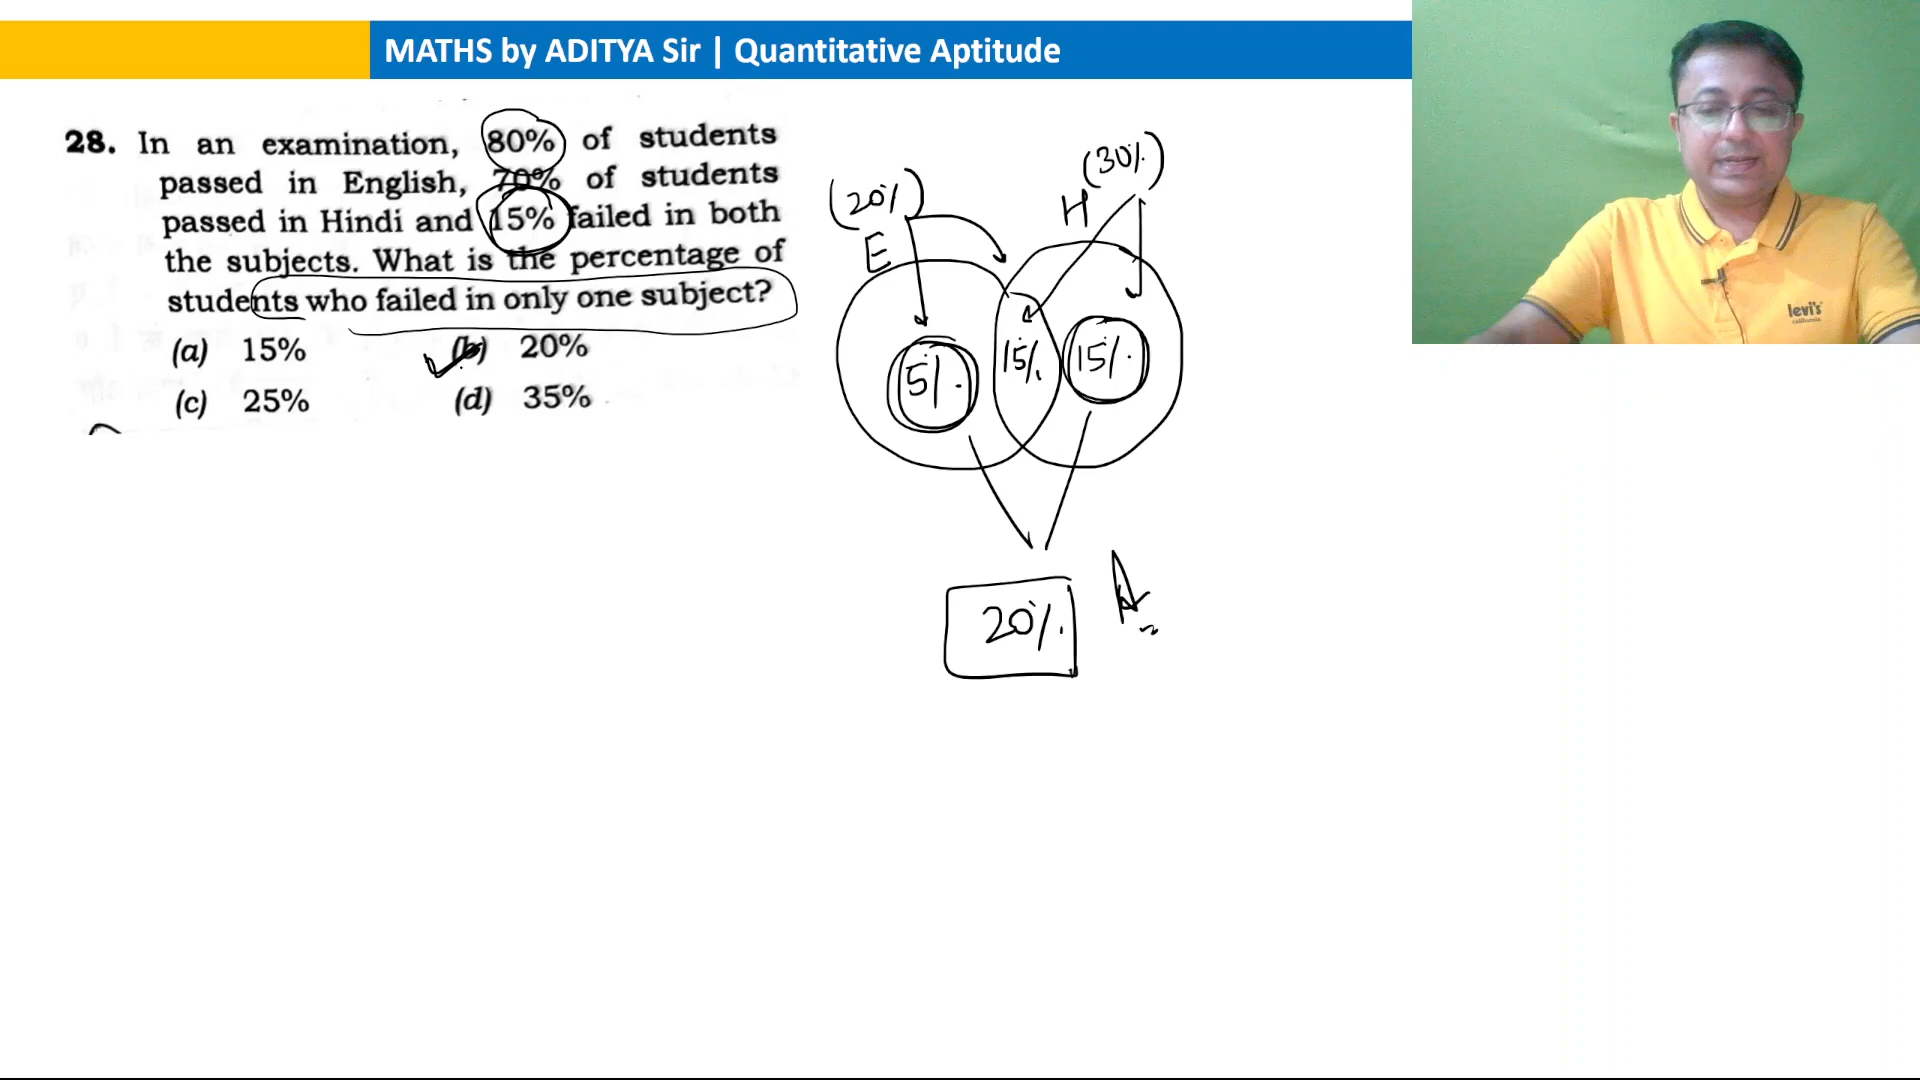 MATHS by ADITYA Sir | Quantitative Aptitude
28. In an examination, 80% of students
passed in English, 70% of students
passed in Hindi and 15% failed in both
the subjects. What is the percentage of
students who failed in only one subject?
(a) 15% (b) 20%
(c) 25% (d) 35%
(20%) (30%)
E H
5% 15% 15%
20%
levi's
california